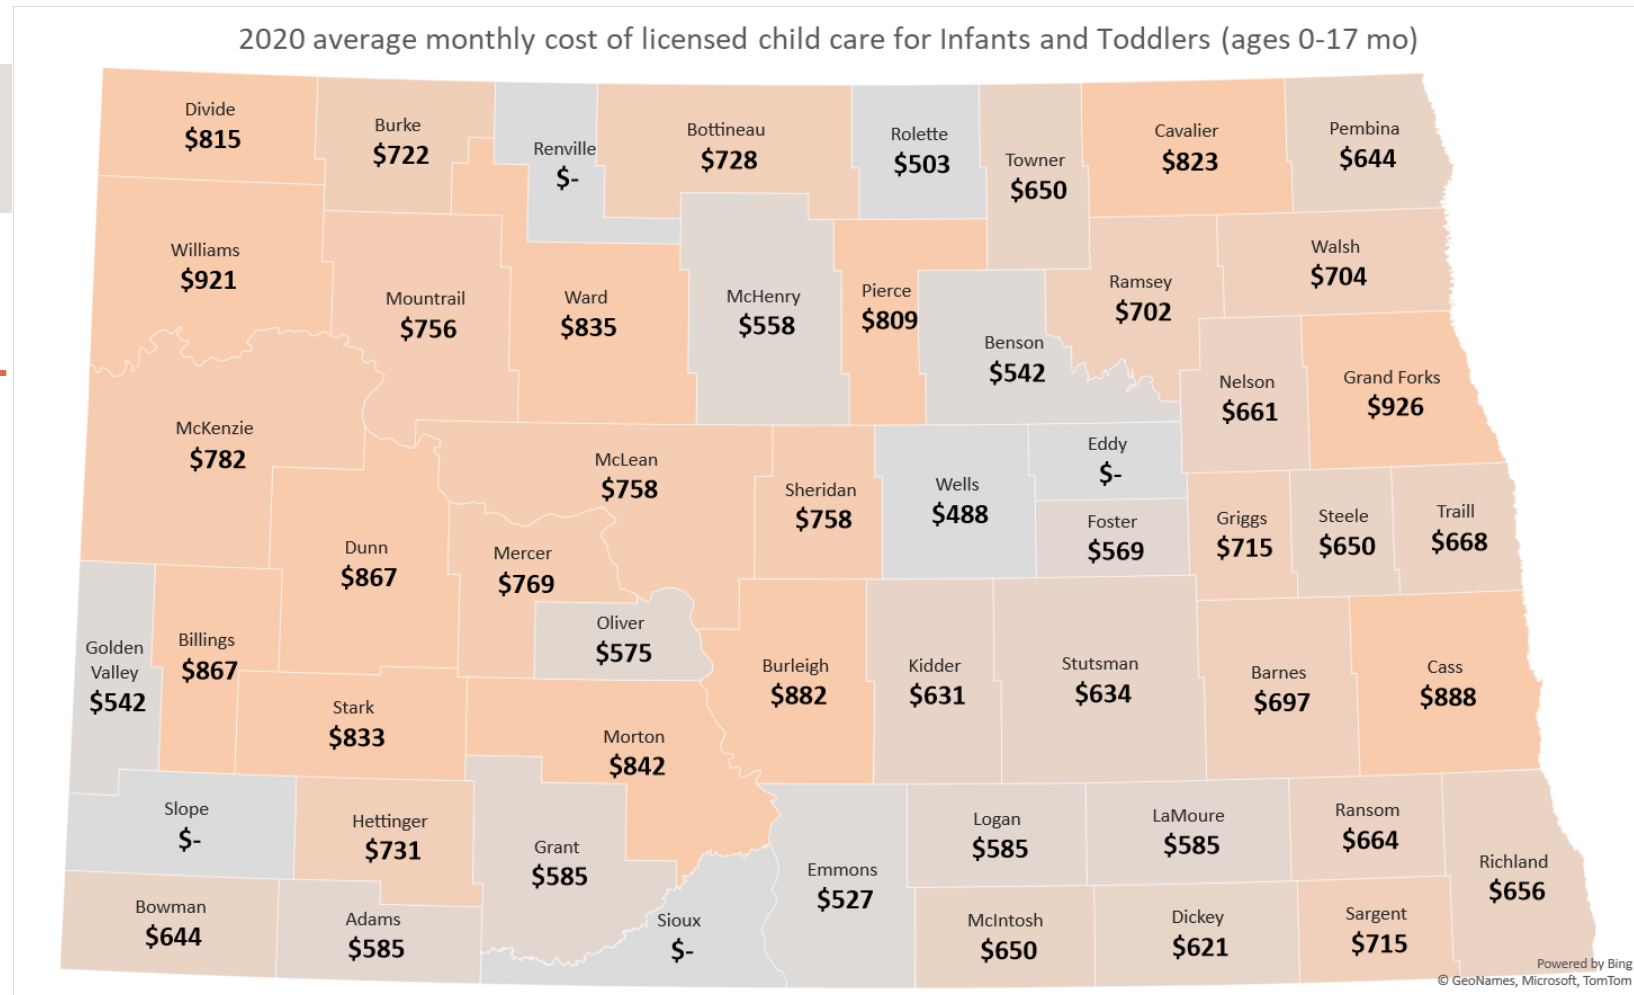 2020 average monthly cost of licensed child care for Infants and Toddlers (ages 0-17 mo)
Divide
$815
Burke
$722
Renville
$-
Bottineau
$728
Rolette
$503
Towner
$650
Cavalier
$823
Pembina
$644
Williams
$921
Mountrail
$756
Ward
$835
McHenry
$558
Pierce
$809
Benson
$542
Ramsey
$702
Walsh
$704
Nelson
$661
Grand Forks
$926
McKenzie
$782
McLean
$758
Sheridan
$758
Wells
$488
Eddy
$-
Foster
$569
Griggs
$715
Steele
$650
Traill
$668
Dunn
$867
Mercer
$769
Oliver
$575
Golden
Valley
$542
Billings
$867
Stark
$833
Morton
$842
Burleigh
$882
Kidder
$631
Stutsman
$634
Barnes
$697
Cass
$888
Slope
$-
Hettinger
$731
Grant
$585
Emmons
$527
Logan
$585
LaMoure
$585
Ransom
$664
Richland
$656
Bowman
$644
Adams
$585
Sioux
$-
McIntosh
$650
Dickey
$621
Sargent
$715
Powered by Bing
© GeoNames, Microsoft, TomTom